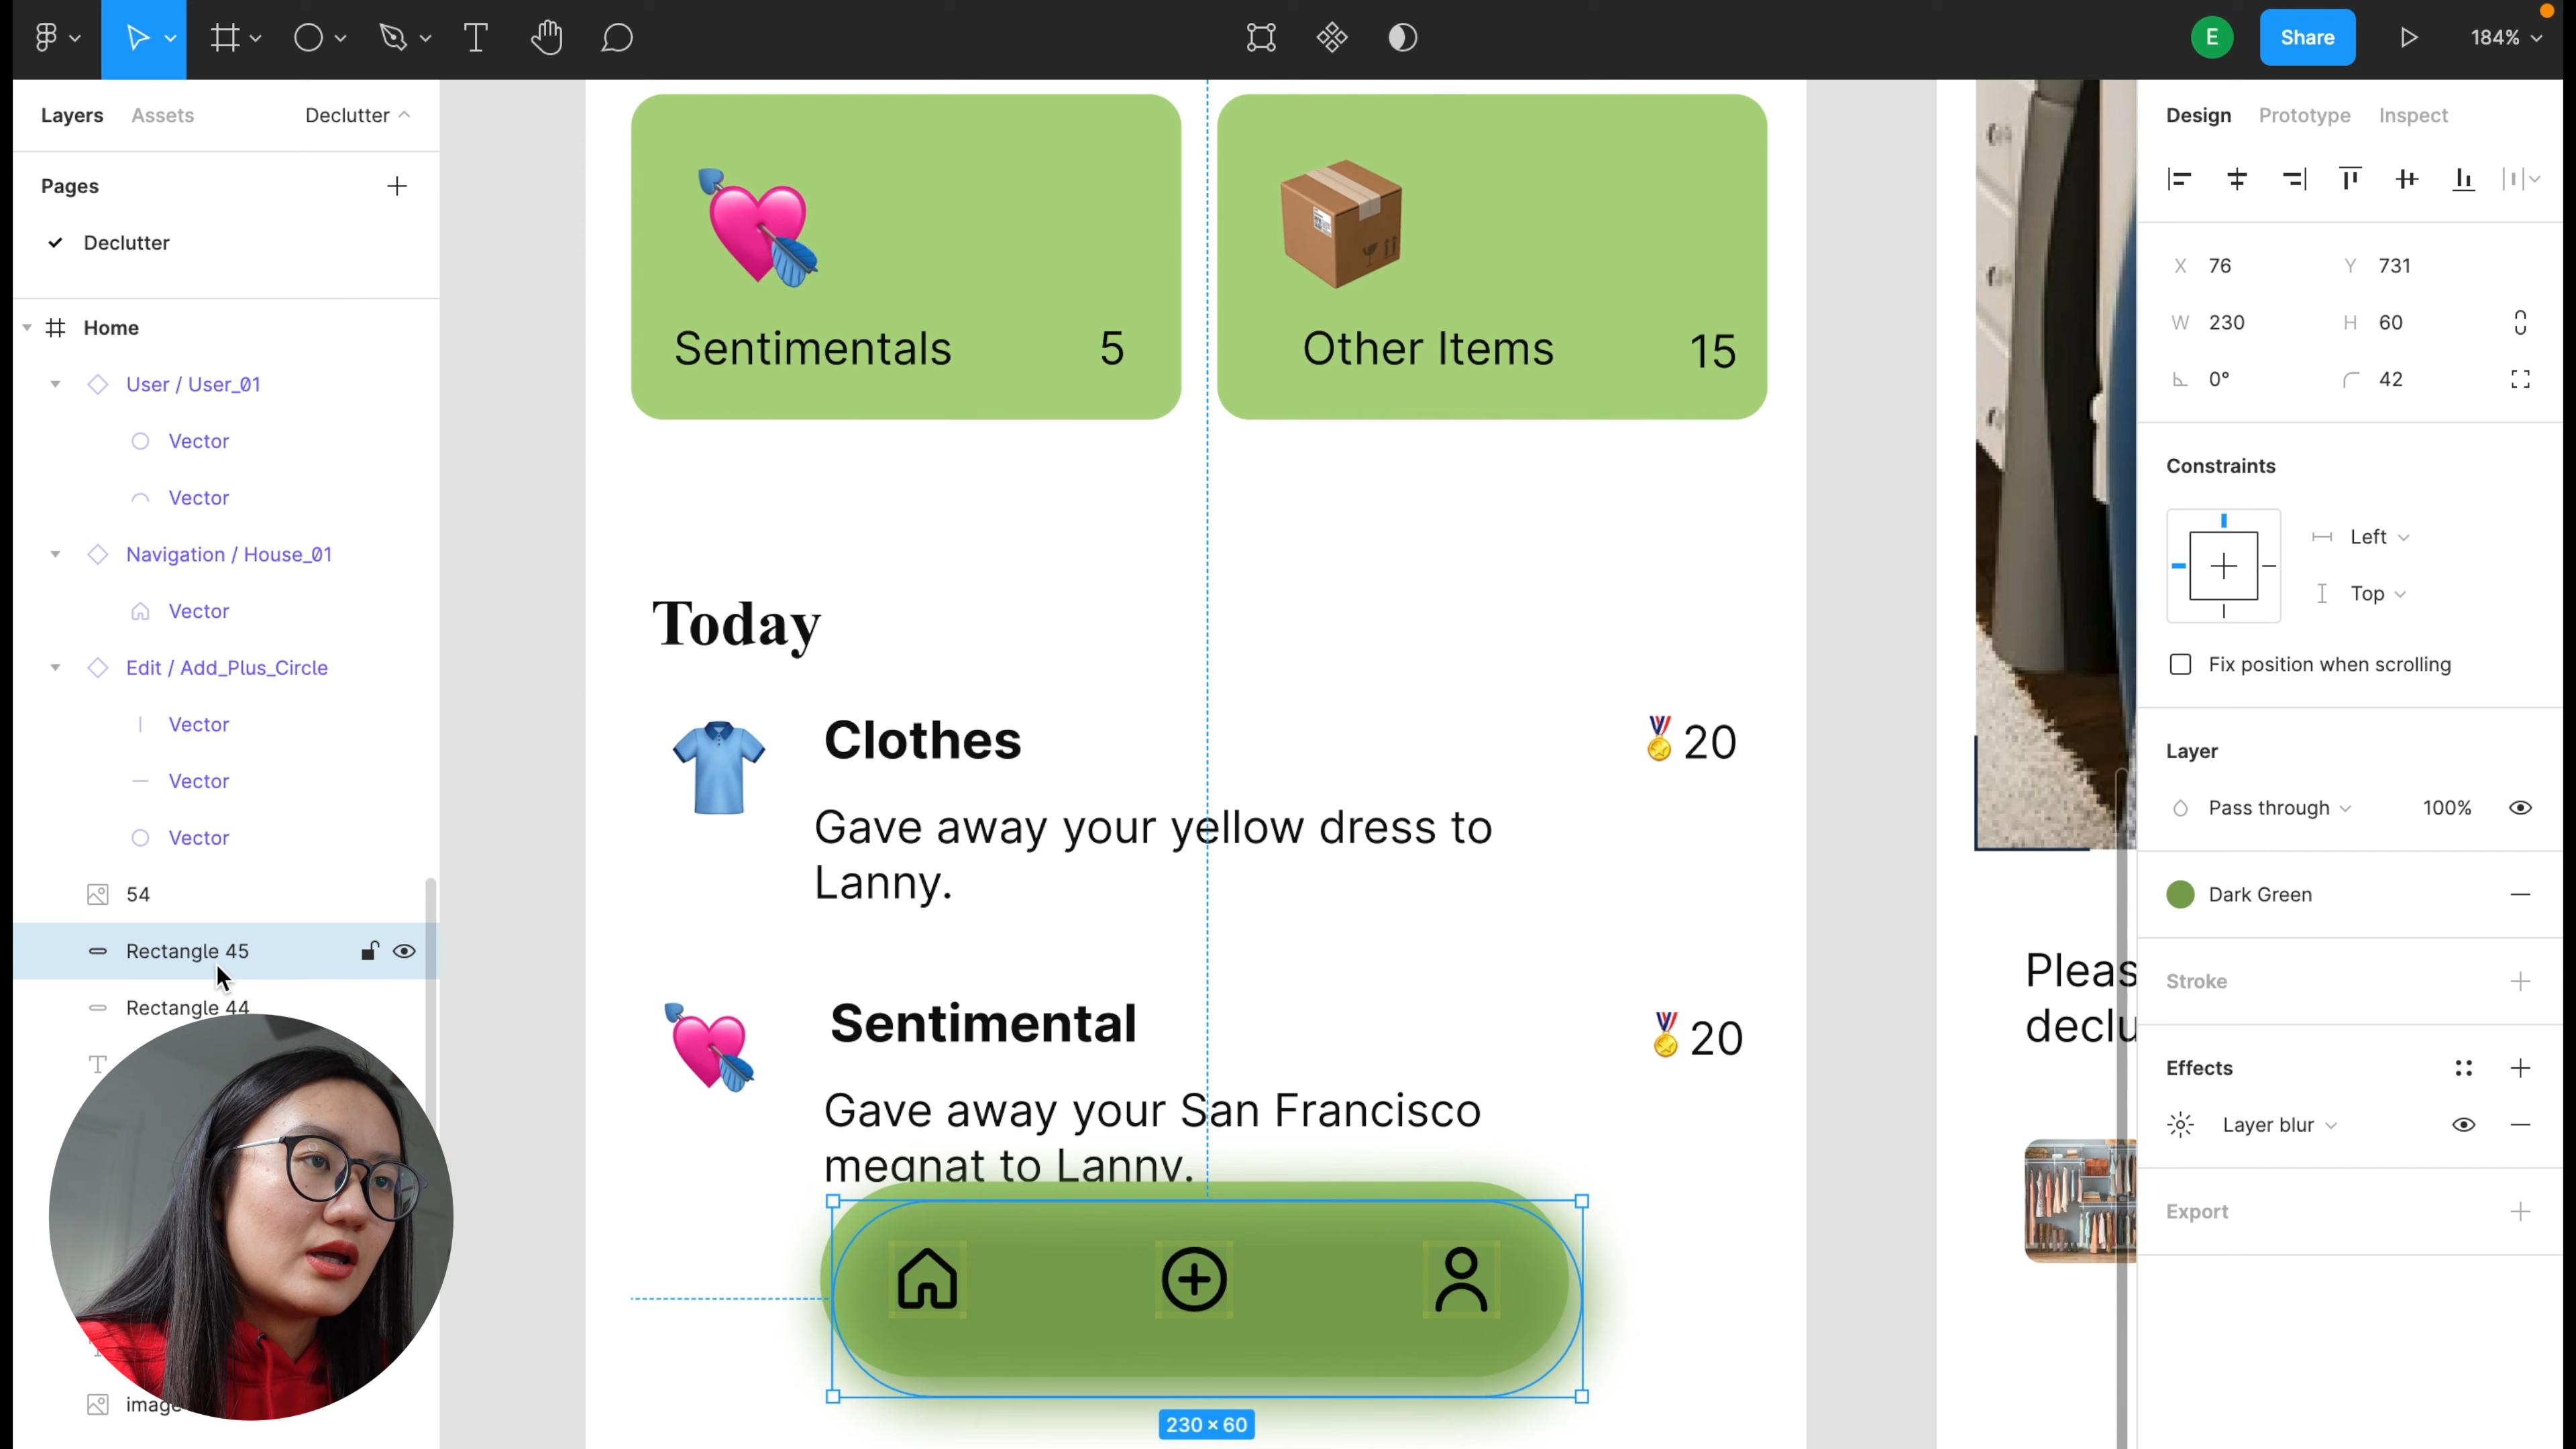 E
Share
184%
Layers Assets Declutter
Pages
Declutter
Home
User / User_01
Vector
Vector
Navigation / House_01
Vector
Edit / Add_Plus_Circle
Vector
Vector
Vector
54
Rectangle 45
Rectangle 44
image
Sentimentals 5
Other Items 15
Today
Clothes
20
Gave away your yellow dress to
Lanny.
Sentimental
20
Gave away your San Francisco
megnat to Lanny.
230 × 60
Pleas
declu
Design Prototype Inspect
X 76 Y 731
W 230 H 60
0° 42
Constraints
Left
Top
Fix position when scrolling
Layer
Pass through 100%
Dark Green
Stroke
Effects
Layer blur
Export